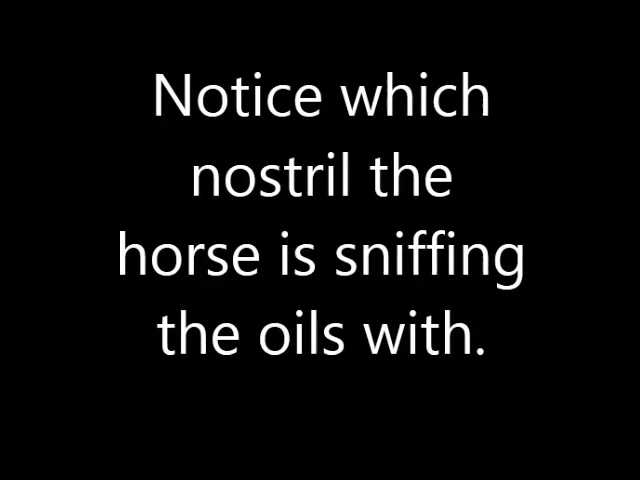 Notice which
nostril the
horse is sniffing
the oils with.